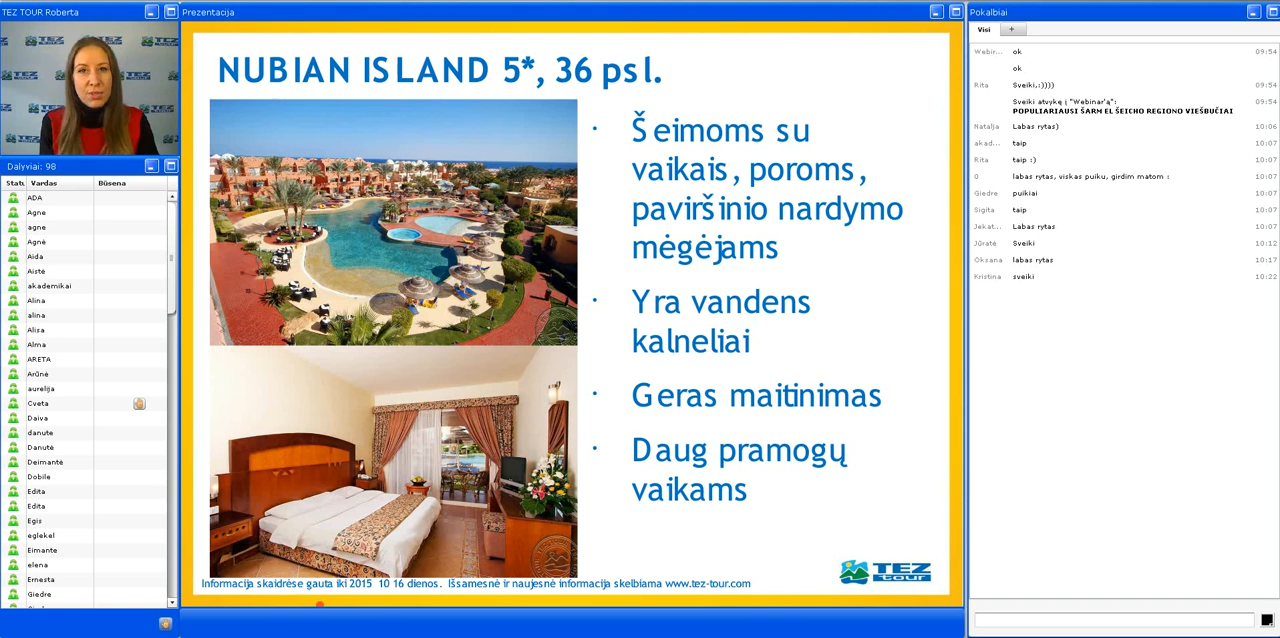 TEZ TOUR Roberta
Dalyviai: 98
Statu Vardas Būsena
ADA
Agne
agne
Agnė
Aida
Aistė
akademikai
Alina
alina
Alisa
Alma
ARETA
Arūnė
aurelija
Cveta
Daiva
danute
Danutė
Deimantė
Dobile
Edita
Edita
Egis
eglekel
Eimante
elena
Ernesta
Giedre
Prezentacija
NUBIAN ISLAND 5*, 36 psl.
· Šeimoms su
vaikais, poroms,
paviršinio nardymo
mėgėjams
· Yra vandens
kalneliai
· Geras maitinimas
· Daug pramogų
vaikams
TEZ
tour
Informacija skaidrėse gauta iki 2015 10 16 dienos. Išsamesnė ir naujesnė informacija skelbiama www.tez-tour.com
Pokalbiai
Visi +
Webir... ok 09:54
ok
Rita Sveiki,:)))) 09:54
Sveiki atvykę į "Webinar'ą": 09:54
POPULIARIAUSI ŠARM EL ŠEICHO REGIONO VIEŠBUČIAI
Natalja Labas rytas) 10:06
akad... taip 10:07
Rita taip :) 10:07
0 labas rytas, viskas puiku, girdim matom : 10:07
Giedre puikiai 10:07
Sigita taip 10:07
Jekat... Labas rytas 10:07
Jūratė Sveiki 10:12
Oksana labas rytas 10:17
Kristina sveiki 10:22